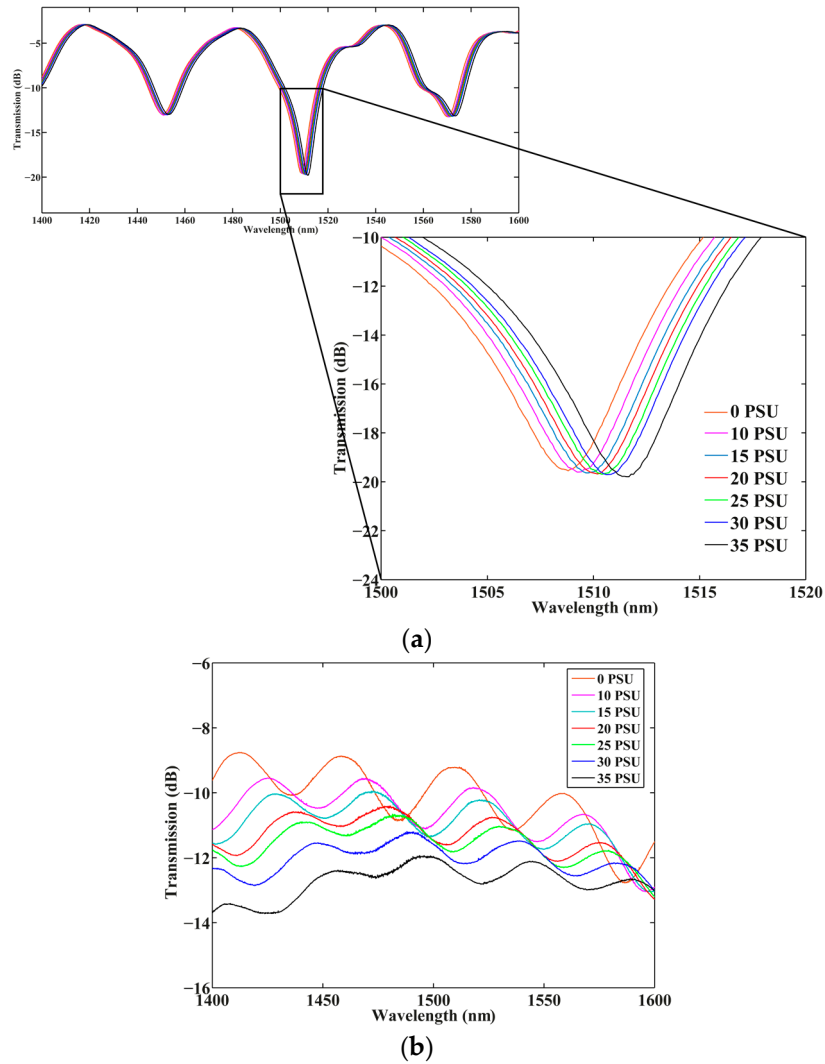 Transmission (dB)
−5
−10
−15
−20
1400 1420 1440 1460 1480 1500 1520 1540 1560 1580 1600
Wavelength (nm)
Transmission (dB)
−10
−12
−14
−16
−18
−20
−22
−24
0 PSU
10 PSU
15 PSU
20 PSU
25 PSU
30 PSU
35 PSU
1500 1505 1510 1515 1520
Wavelength (nm)
(a)
Transmission (dB)
−6
−8
−10
−12
−14
−16
0 PSU
10 PSU
15 PSU
20 PSU
25 PSU
30 PSU
35 PSU
1400 1450 1500 1550 1600
Wavelength (nm)
(b)